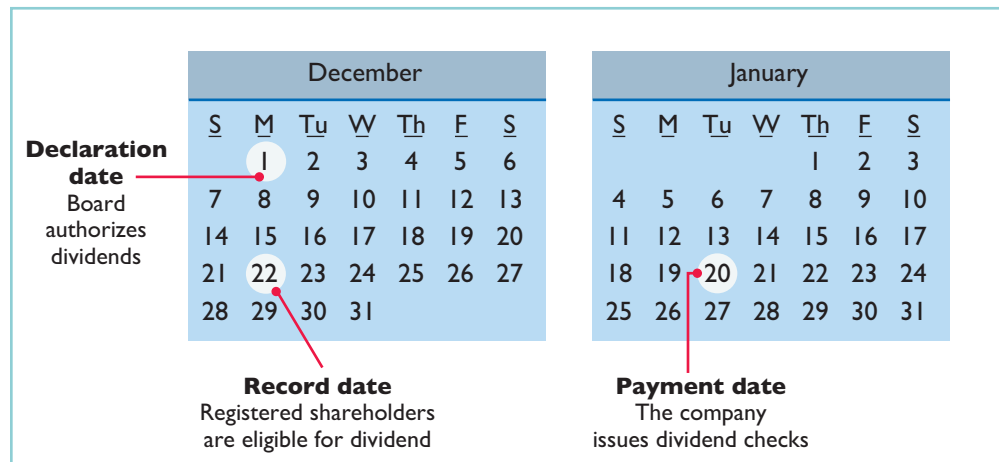 December
S M Tu W Th F S
1 2 3 4 5 6
7 8 9 10 11 12 13
14 15 16 17 18 19 20
21 22 23 24 25 26 27
28 29 30 31
January
S M Tu W Th F S
1 2 3
4 5 6 7 8 9 10
11 12 13 14 15 16 17
18 19 20 21 22 23 24
25 26 27 28 29 30 31
Declaration
date
Board
authorizes
dividends
Record date
Registered shareholders
are eligible for dividend
Payment date
The company
issues dividend checks